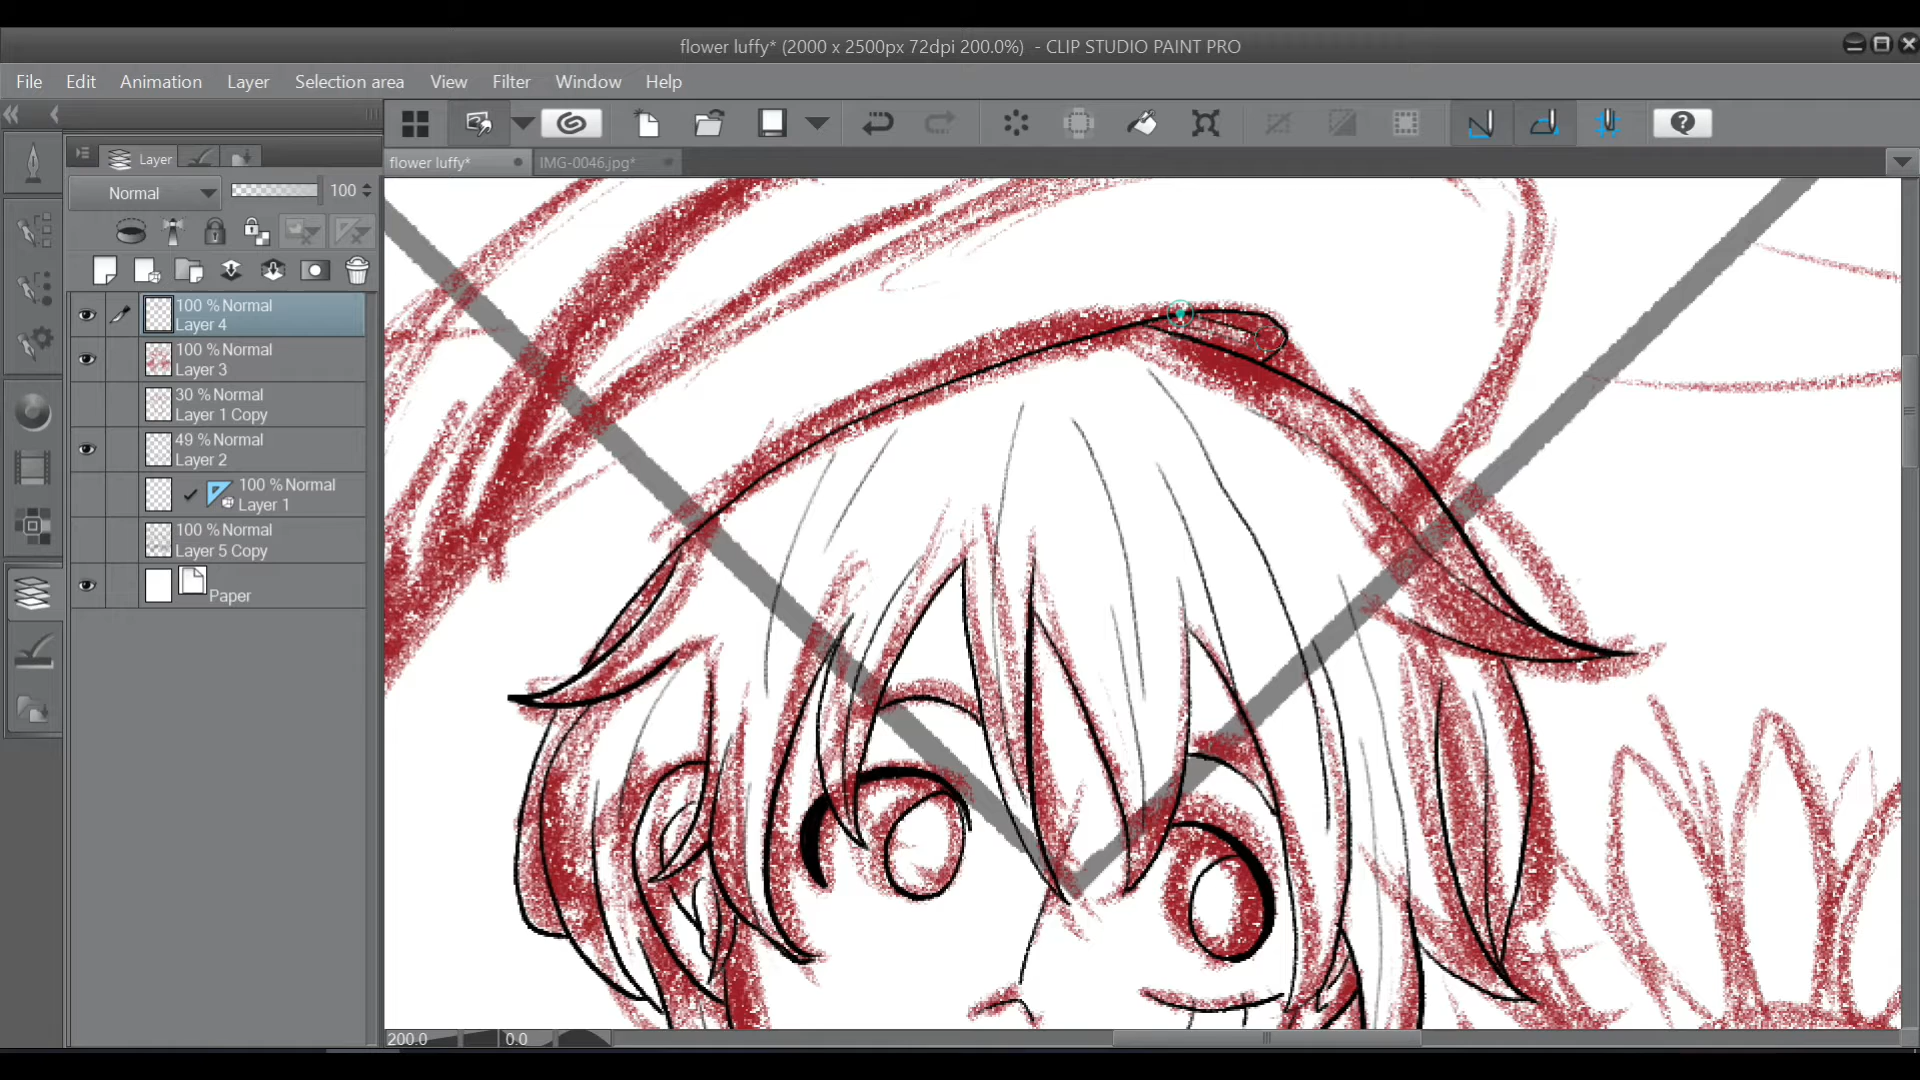 flower luffy* (2000 x 2500px 72dpi 200.0%) - CLIP STUDIO PAINT PRO
File Edit Animation Layer Selection area View Filter Window Help
flower luffy* IMG-0046.jpg*
Layer
Normal 100
100 % Normal
Layer 4
100 % Normal
Layer 3
30 % Normal
Layer 1 Copy
49 % Normal
Layer 2
100 % Normal
Layer 1
100 % Normal
Layer 5 Copy
Paper
200.0 0.0